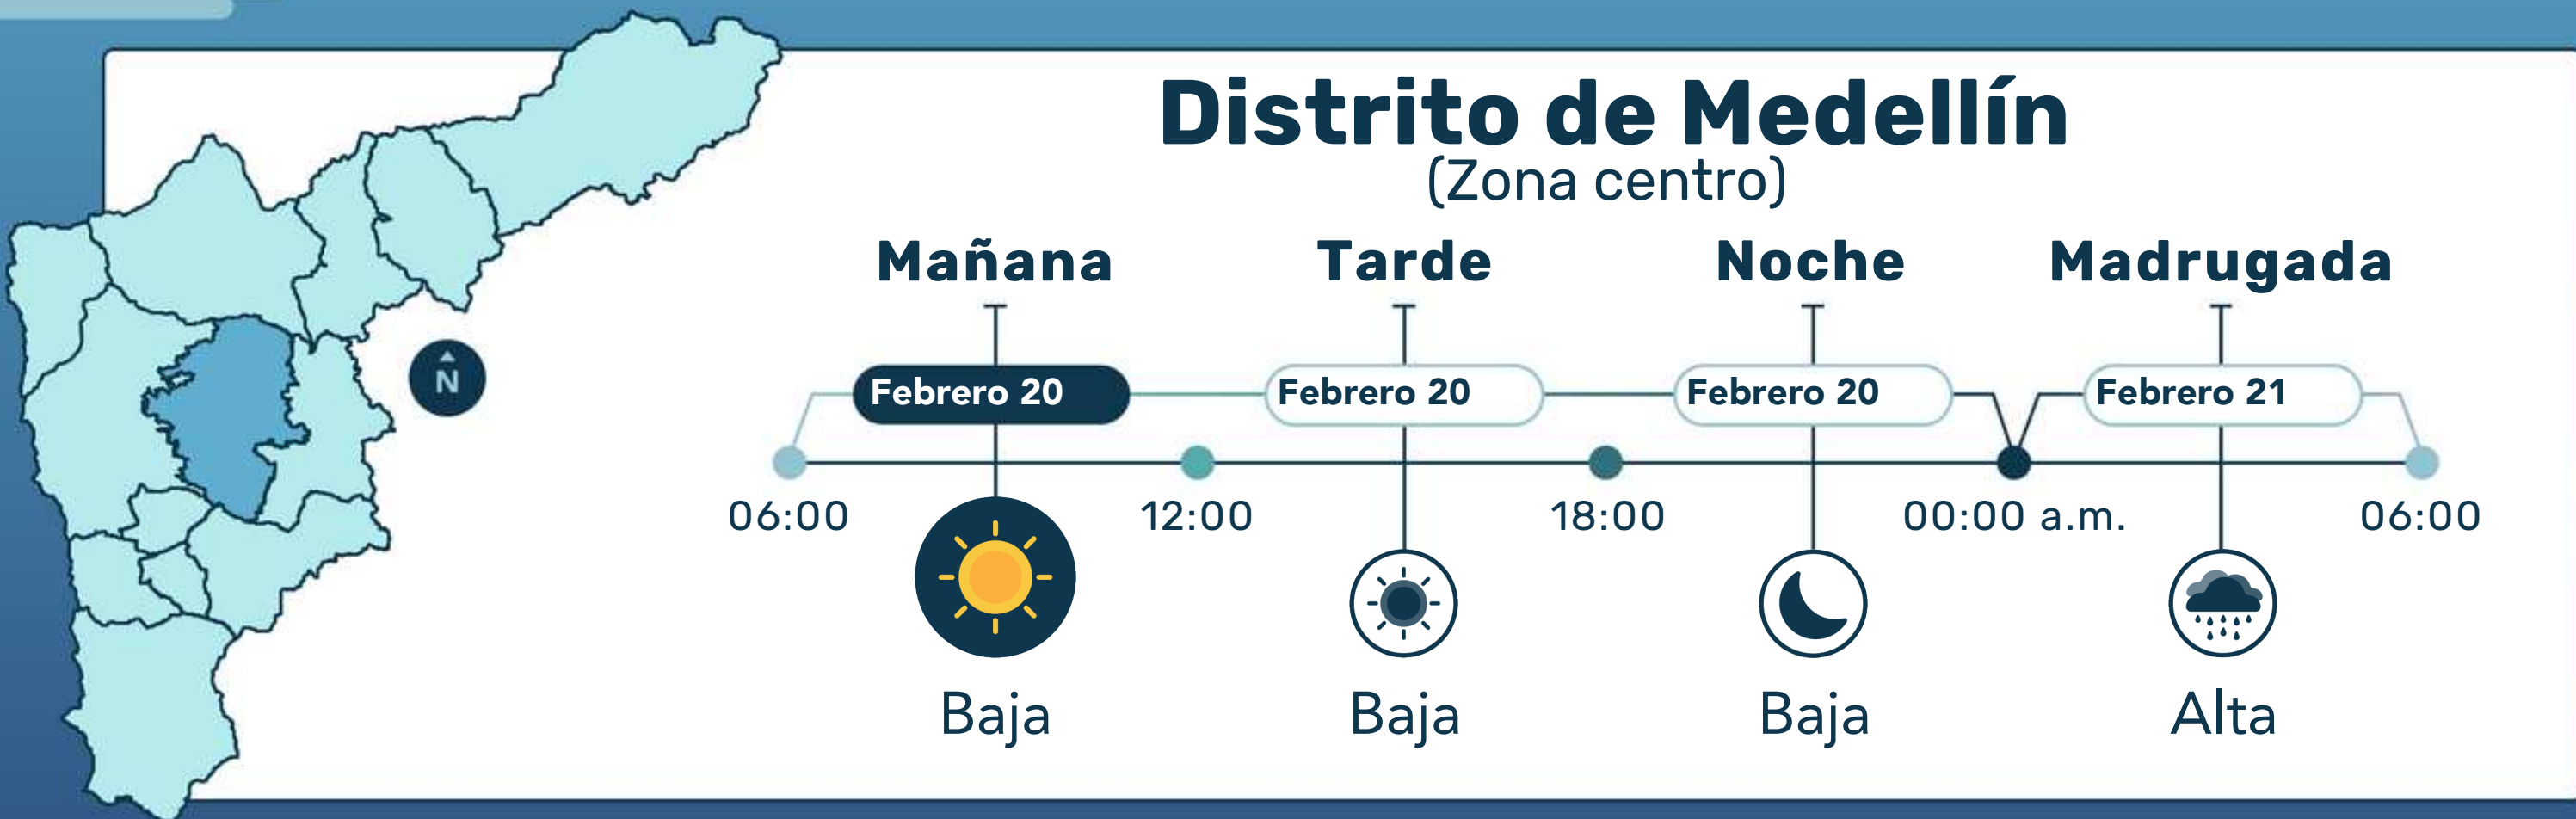 Distrito de Medellín
(Zona centro)
Mañana Tarde Noche Madrugada
Febrero 20 Febrero 20 Febrero 20 Febrero 21
N
06:00 12:00 18:00 00:00 a.m. 06:00
Baja Baja Baja Alta